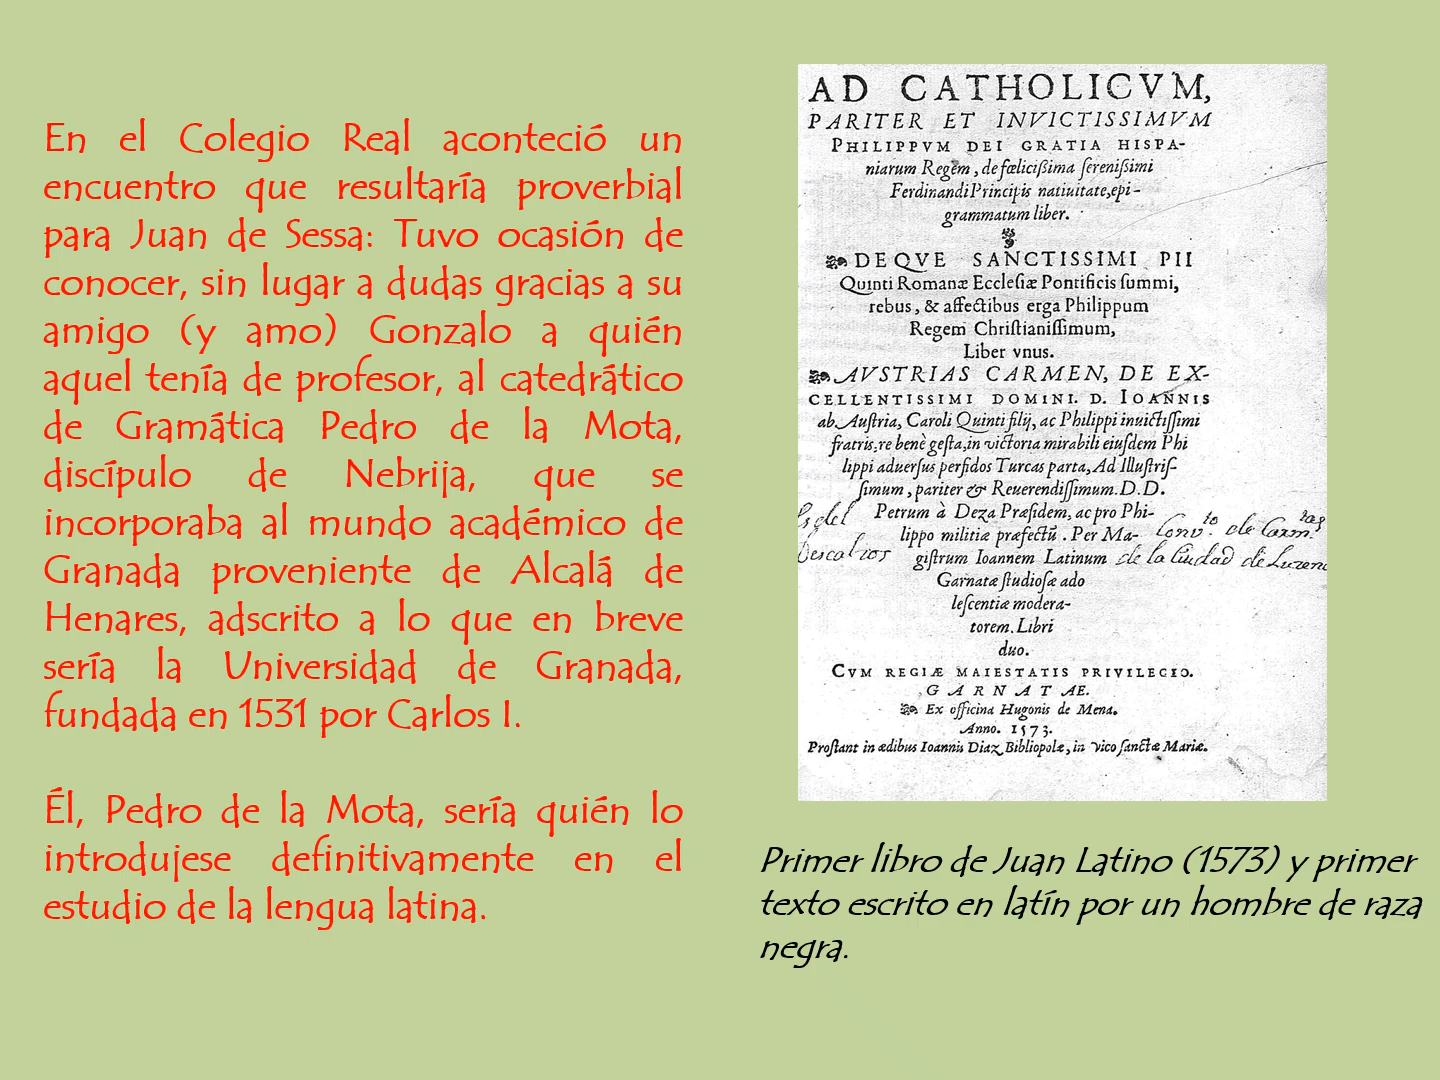 En el Colegio Real aconteció un
encuentro que resultaría proverbial
para Juan de Sessa: Tuvo ocasión de
conocer, sin lugar a dudas gracias a su
amigo (y amo) Gonzalo a quién
aquel tenía de profesor, al catedrático
de Gramática Pedro de la Mota,
discípulo de Nebrija, que se
incorporaba al mundo académico de
Granada proveniente de Alcalá de
Henares, adscrito a lo que en breve
sería la Universidad de Granada,
fundada en 1531 por Carlos I.
Él, Pedro de la Mota, sería quién lo
introdujese definitivamente en el
estudio de la lengua latina.
AD CATHOLICVM,
PARITER ET INVICTISSIMVM
PHILIPPVM DEI GRATIA HISPA-
niarum Regem, de fœliciſsima ſereniſsimi
Ferdinandi Principis natiuitate, epi-
grammatum liber.
DEQVE SANCTISSIMI PII
Quinti Romanæ Eccleſiæ Pontificis ſummi,
rebus, & affectibus erga Philippum
Regem Chriſtianiſſimum,
Liber vnus.
AVSTRIAS CARMEN, DE EX-
CELLENTISSIMI DOMINI. D. IOANNIS
ab Auſtria, Caroli Quinti filij, ac Philippi inuictiſſimi
fratris, re benè geſta, in victoria mirabili eiuſdem Phi
lippi aduerſus perfidos Turcas parta, Ad Illuſtriſ-
ſimum, pariter & Reuerendiſſimum. D. D.
Petrum à Deza Præſidem, ac pro Phi-
lippo militiæ præfectū. Per Ma-
giſtrum Ioannem Latinum
Garnatæ ſtudioſæ ado
leſcentiæ modera-
torem. Libri
duo.
Es del
Descalzos
Convto. de Carmtas
de la Ciudad de Lucena
CVM REGIÆ MAIESTATIS PRIVILEGIO.
GARNATAE.
Ex officina Hugonis de Mena.
Anno. 1573.
Proſtant in ædibus Ioannis Diaz Bibliopolæ, in vico ſanctæ Mariæ.
Primer libro de Juan Latino (1573) y primer
texto escrito en latín por un hombre de raza
negra.